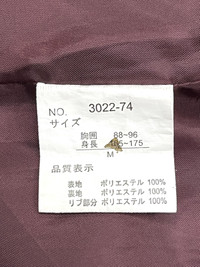 NO. 3022-74
サイズ
胸囲 88~96
身長 165~175
M
品質表示
表地 ポリエステル 100%
裏地 ポリエステル 100%
リブ部分 ポリエステル 100%